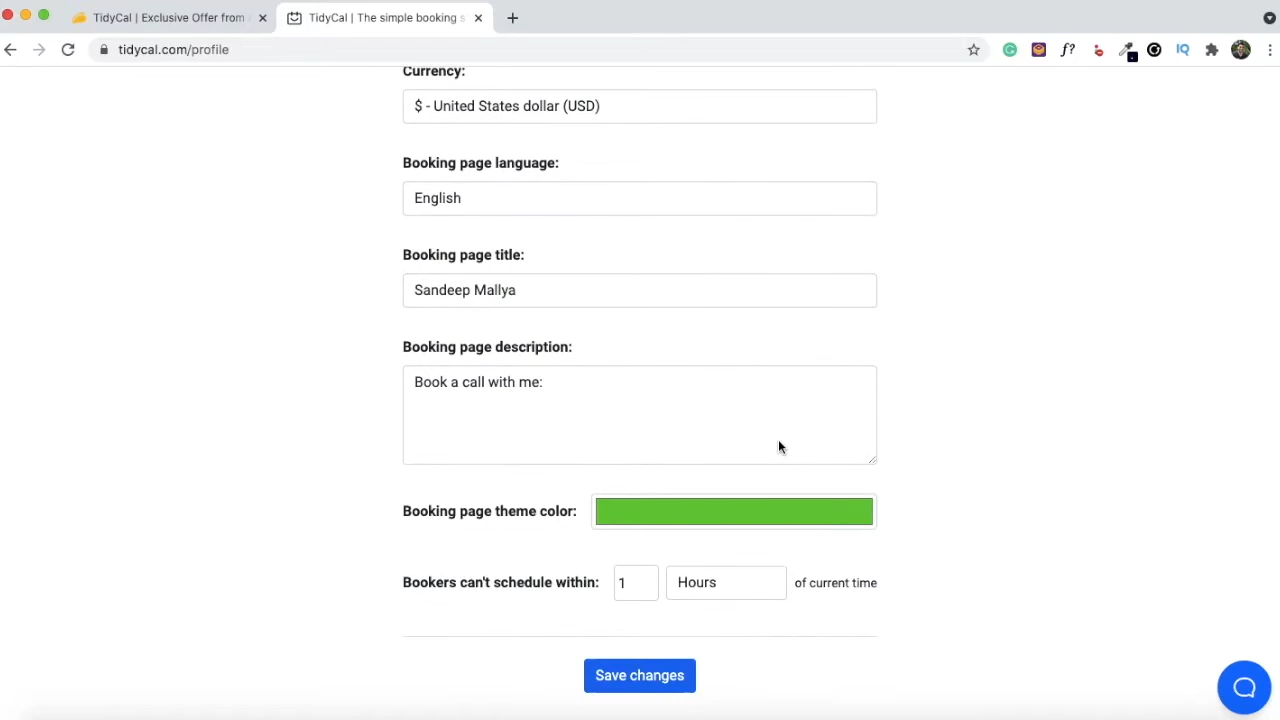 TidyCal | Exclusive Offer from
TidyCal | The simple booking s
tidycal.com/profile
f?
IQ
Currency:
$ - United States dollar (USD)
Booking page language:
English
Booking page title:
Sandeep Mallya
Booking page description:
Book a call with me:
Booking page theme color:
Bookers can't schedule within: 1 Hours of current time
Save changes